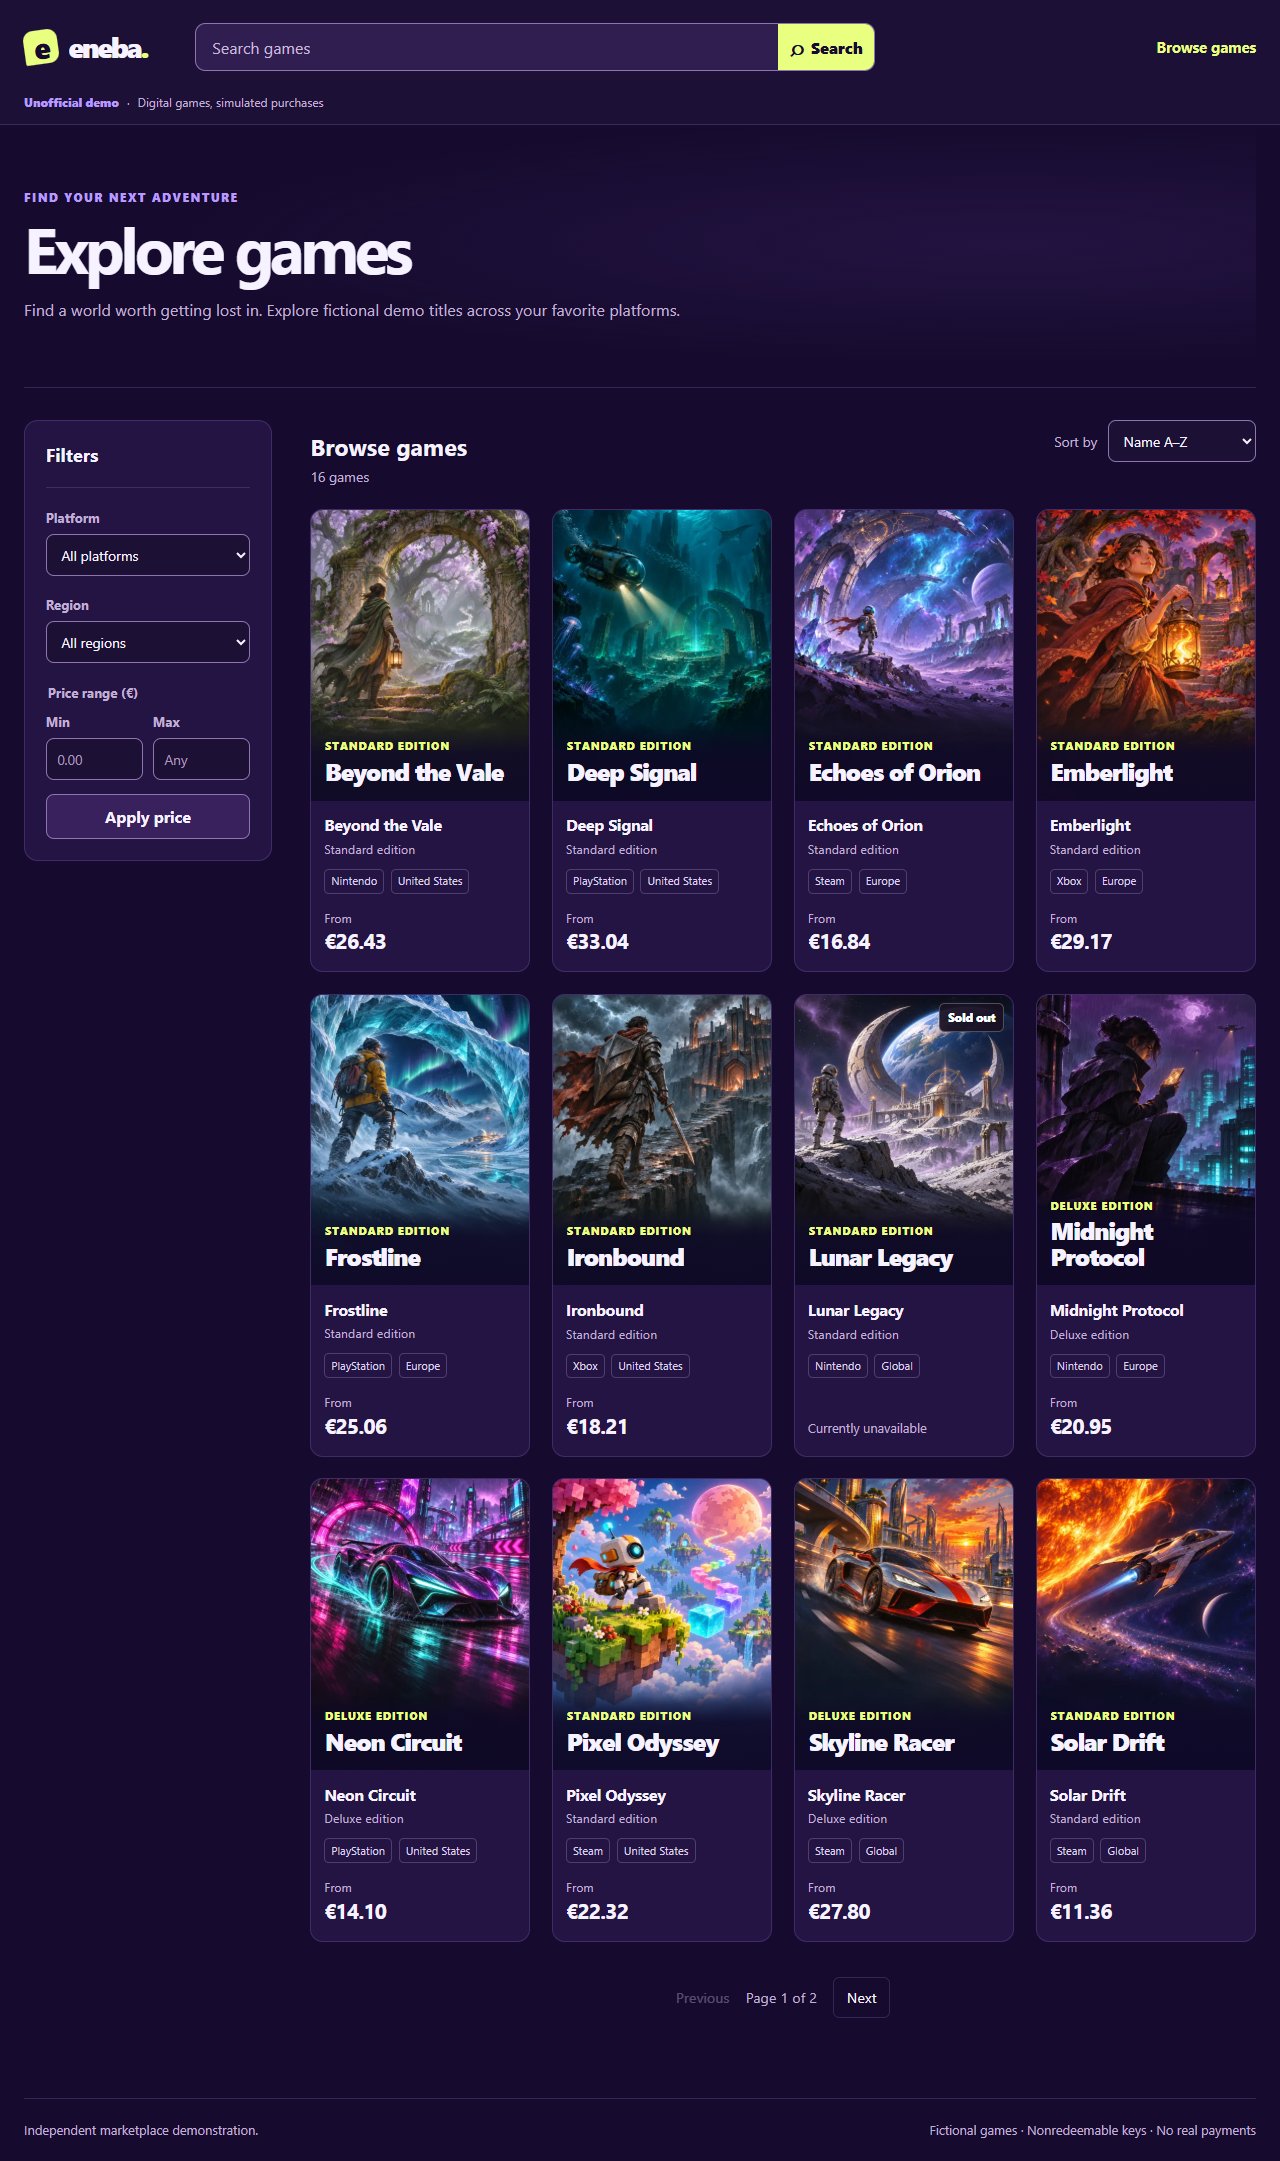 e eneba.
Search games
Search
Browse games
Unofficial demo · Digital games, simulated purchases
FIND YOUR NEXT ADVENTURE
Explore games
Find a world worth getting lost in. Explore fictional demo titles across your favorite platforms.
Filters
Platform
All platforms
Region
All regions
Price range (€)
Min Max
0.00 Any
Apply price
Browse games
16 games
Sort by Name A–Z
STANDARD EDITION
Beyond the Vale
Beyond the Vale
Standard edition
Nintendo United States
From
€26.43
STANDARD EDITION
Deep Signal
Deep Signal
Standard edition
PlayStation United States
From
€33.04
STANDARD EDITION
Echoes of Orion
Echoes of Orion
Standard edition
Steam Europe
From
€16.84
STANDARD EDITION
Emberlight
Emberlight
Standard edition
Xbox Europe
From
€29.17
STANDARD EDITION
Frostline
Frostline
Standard edition
PlayStation Europe
From
€25.06
STANDARD EDITION
Ironbound
Ironbound
Standard edition
Xbox United States
From
€18.21
Sold out
STANDARD EDITION
Lunar Legacy
Lunar Legacy
Standard edition
Nintendo Global
Currently unavailable
DELUXE EDITION
Midnight
Protocol
Midnight Protocol
Deluxe edition
Nintendo Europe
From
€20.95
DELUXE EDITION
Neon Circuit
Neon Circuit
Deluxe edition
PlayStation United States
From
€14.10
STANDARD EDITION
Pixel Odyssey
Pixel Odyssey
Standard edition
Steam United States
From
€22.32
DELUXE EDITION
Skyline Racer
Skyline Racer
Deluxe edition
Steam Global
From
€27.80
STANDARD EDITION
Solar Drift
Solar Drift
Standard edition
Steam Global
From
€11.36
Previous Page 1 of 2 Next
Independent marketplace demonstration.
Fictional games · Nonredeemable keys · No real payments